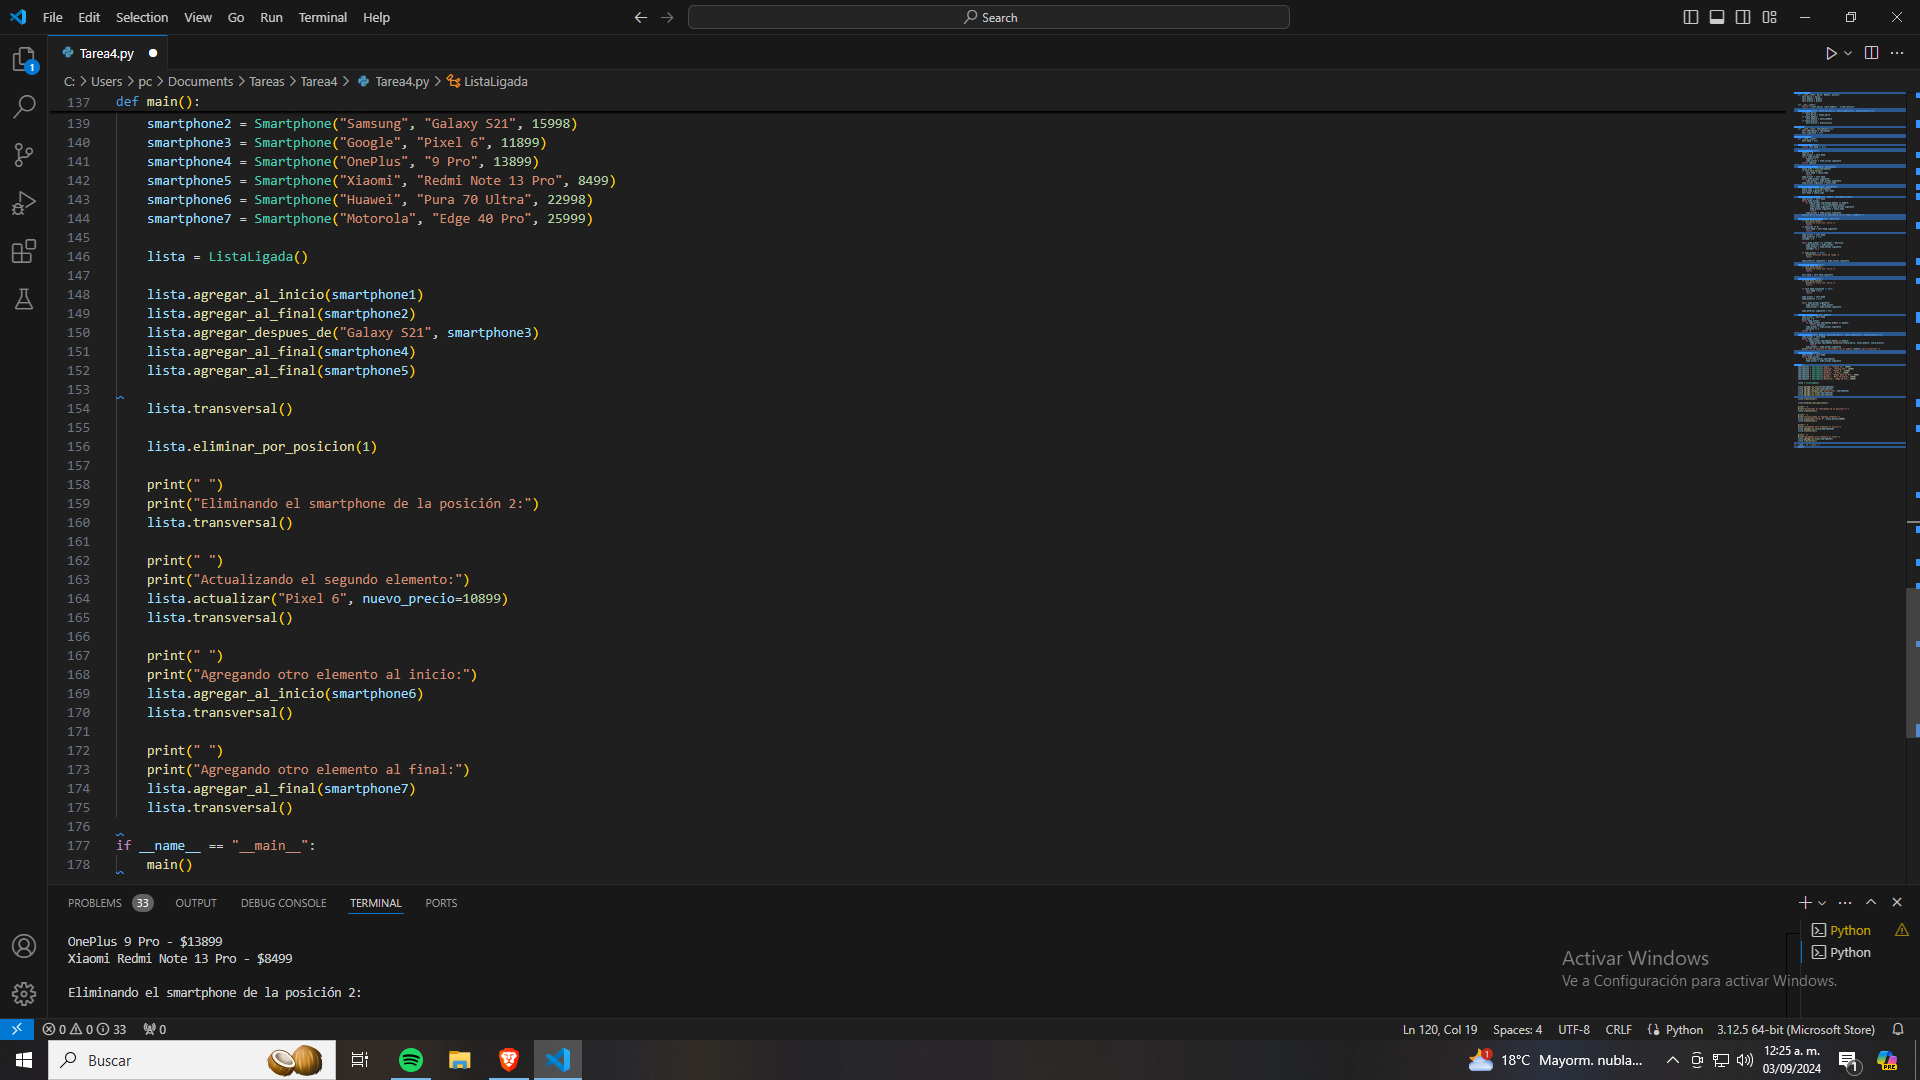 File Edit Selection View Go Run Terminal Help
Search
Tarea4.py
1
C: > Users > pc > Documents > Tareas > Tarea4 > Tarea4.py > ListaLigada
137 def main():
139 smartphone2 = Smartphone("Samsung", "Galaxy S21", 15998)
140 smartphone3 = Smartphone("Google", "Pixel 6", 11899)
141 smartphone4 = Smartphone("OnePlus", "9 Pro", 13899)
142 smartphone5 = Smartphone("Xiaomi", "Redmi Note 13 Pro", 8499)
143 smartphone6 = Smartphone("Huawei", "Pura 70 Ultra", 22998)
144 smartphone7 = Smartphone("Motorola", "Edge 40 Pro", 25999)
145
146 lista = ListaLigada()
147
148 lista.agregar_al_inicio(smartphone1)
149 lista.agregar_al_final(smartphone2)
150 lista.agregar_despues_de("Galaxy S21", smartphone3)
151 lista.agregar_al_final(smartphone4)
152 lista.agregar_al_final(smartphone5)
153
154 lista.transversal()
155
156 lista.eliminar_por_posicion(1)
157
158 print(" ")
159 print("Eliminando el smartphone de la posición 2:")
160 lista.transversal()
161
162 print(" ")
163 print("Actualizando el segundo elemento:")
164 lista.actualizar("Pixel 6", nuevo_precio=10899)
165 lista.transversal()
166
167 print(" ")
168 print("Agregando otro elemento al inicio:")
169 lista.agregar_al_inicio(smartphone6)
170 lista.transversal()
171
172 print(" ")
173 print("Agregando otro elemento al final:")
174 lista.agregar_al_final(smartphone7)
175 lista.transversal()
176
177 if __name__ == "__main__":
178 main()
PROBLEMS 33 OUTPUT DEBUG CONSOLE TERMINAL PORTS
OnePlus 9 Pro - $13899
Xiaomi Redmi Note 13 Pro - $8499
Eliminando el smartphone de la posición 2:
Python
Python
Activar Windows
Ve a Configuración para activar Windows.
0 0 33 0
Ln 120, Col 19 Spaces: 4 UTF-8 CRLF Python 3.12.5 64-bit (Microsoft Store)
Buscar
1 18°C Mayorm. nubla...
12:25 a. m.
03/09/2024
1
PRE